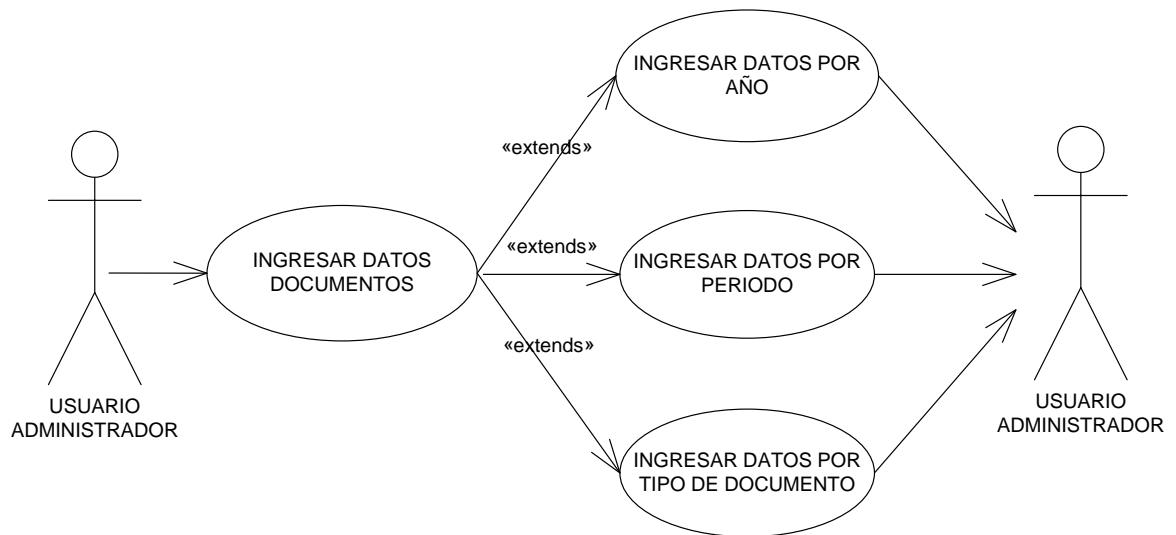 INGRESAR DATOS POR
AÑO
«extends»
«extends»
INGRESAR DATOS
DOCUMENTOS
INGRESAR DATOS POR
PERIODO
«extends»
USUARIO
ADMINISTRADOR
USUARIO
ADMINISTRADOR
INGRESAR DATOS POR
TIPO DE DOCUMENTO